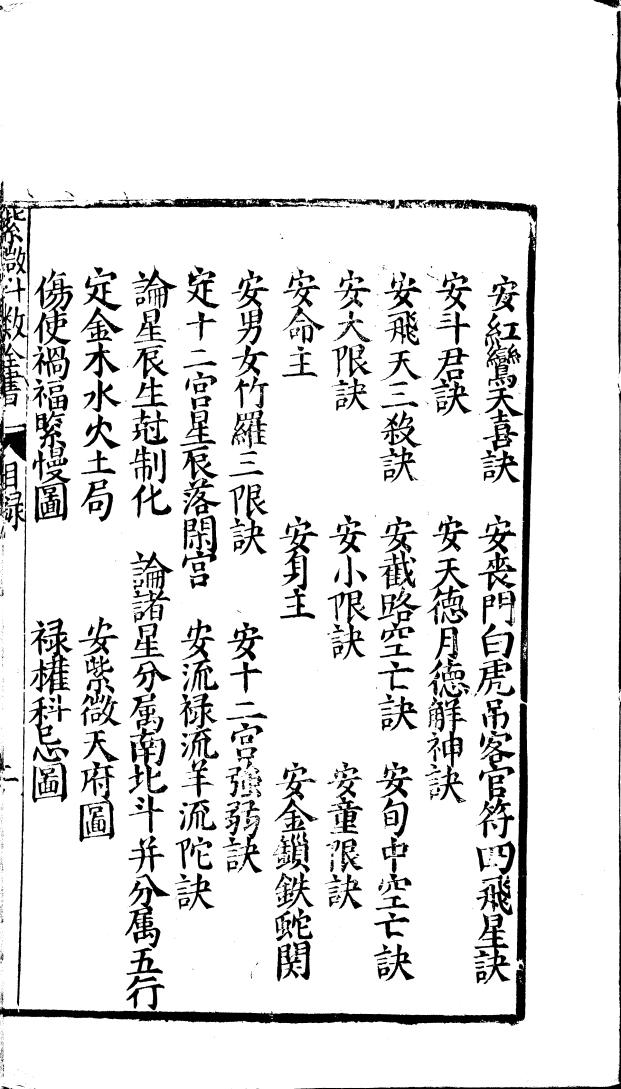 安紅鸞天喜訣　安喪門白虎吊客官符四飛星訣
安斗君訣　安天德月德解神訣
安飛天三殺訣　安截路空亡訣　安旬中空亡訣
安大限訣　安小限訣　安童限訣
安命主　安身主　安金鎖鉄蛇関
安男女竹羅三限訣　安十二宮強弱訣
定十二宮星辰落閑宮　安流禄流羊流陀訣
論星辰生尅制化　論諸星分属南北斗并分属五行
定金木水火土局　安紫微天府圖
傷使禍福緊慢圖　禄權科忌圖
紫微斗数全書　目録　二